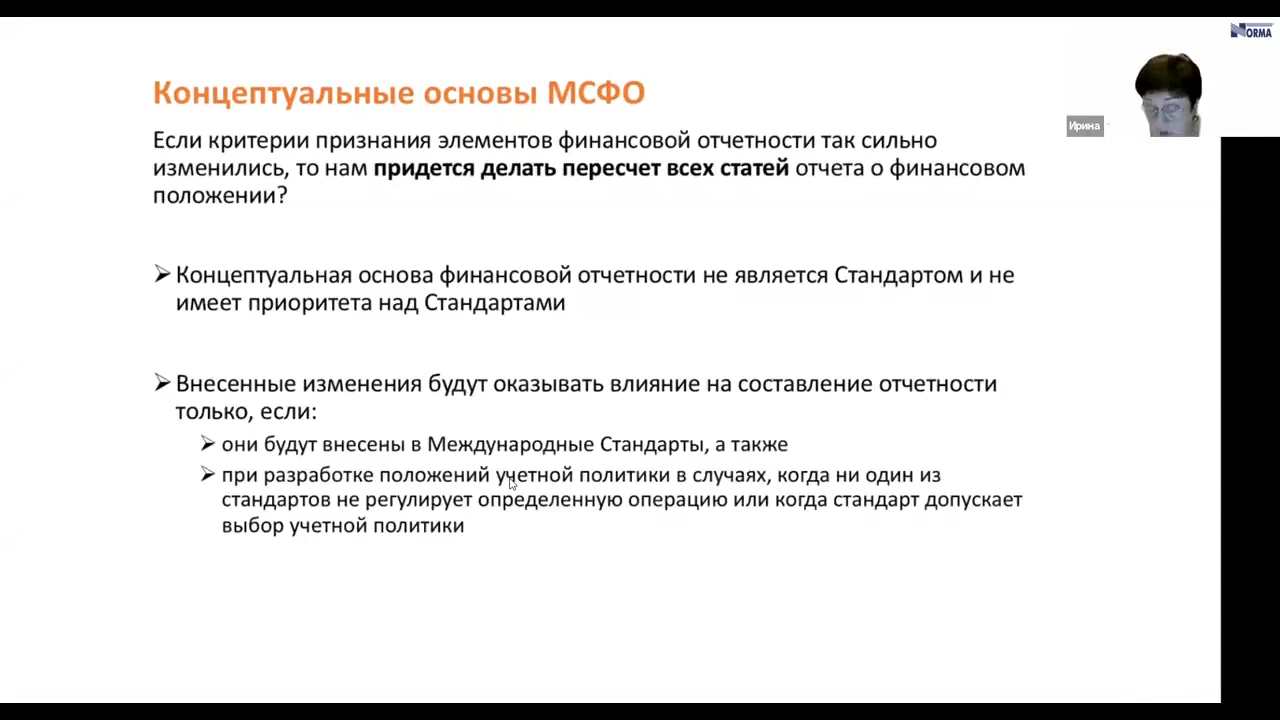 NORMA
Ирина
Концептуальные основы МСФО
Если критерии признания элементов финансовой отчетности так сильно
изменились, то нам придется делать пересчет всех статей отчета о финансовом
положении?
Концептуальная основа финансовой отчетности не является Стандартом и не
имеет приоритета над Стандартами
Внесенные изменения будут оказывать влияние на составление отчетности
только, если:
они будут внесены в Международные Стандарты, а также
при разработке положений учетной политики в случаях, когда ни один из
стандартов не регулирует определенную операцию или когда стандарт допускает
выбор учетной политики